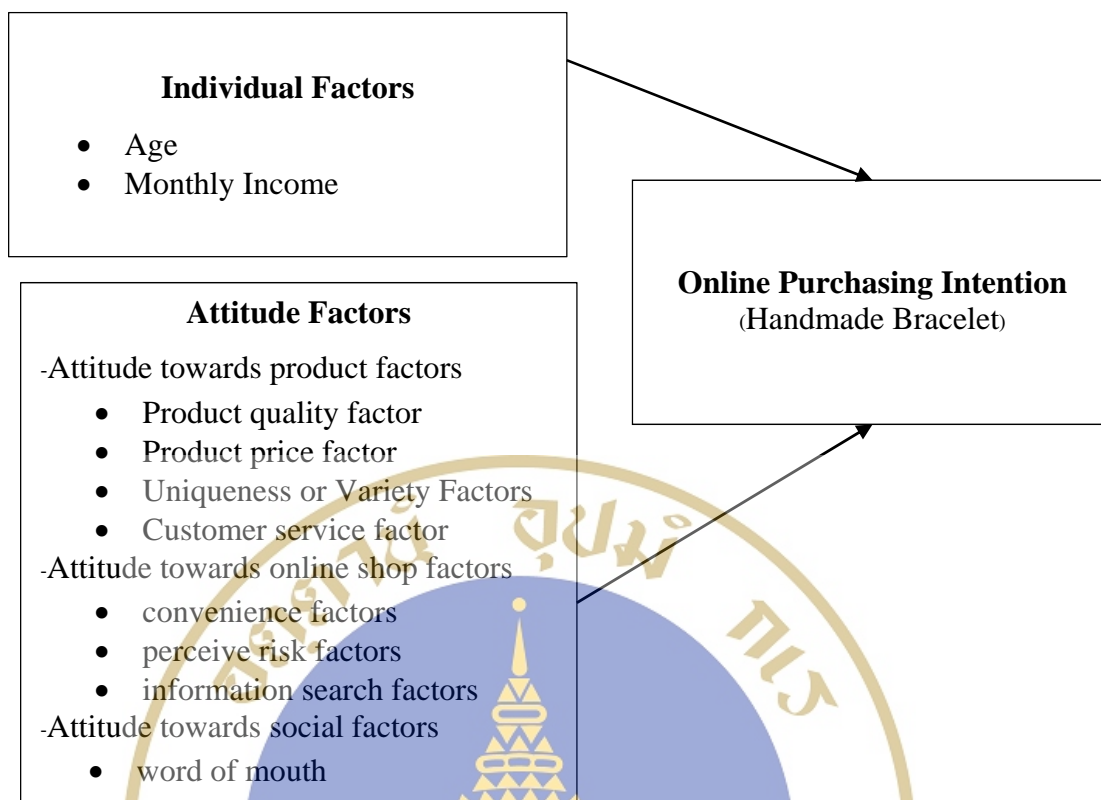 Individual Factors
• Age
• Monthly Income
Online Purchasing Intention
(Handmade Bracelet)
Attitude Factors
-Attitude towards product factors
• Product quality factor
• Product price factor
• Uniqueness or Variety Factors
• Customer service factor
-Attitude towards online shop factors
• convenience factors
• perceive risk factors
• information search factors
-Attitude towards social factors
• word of mouth